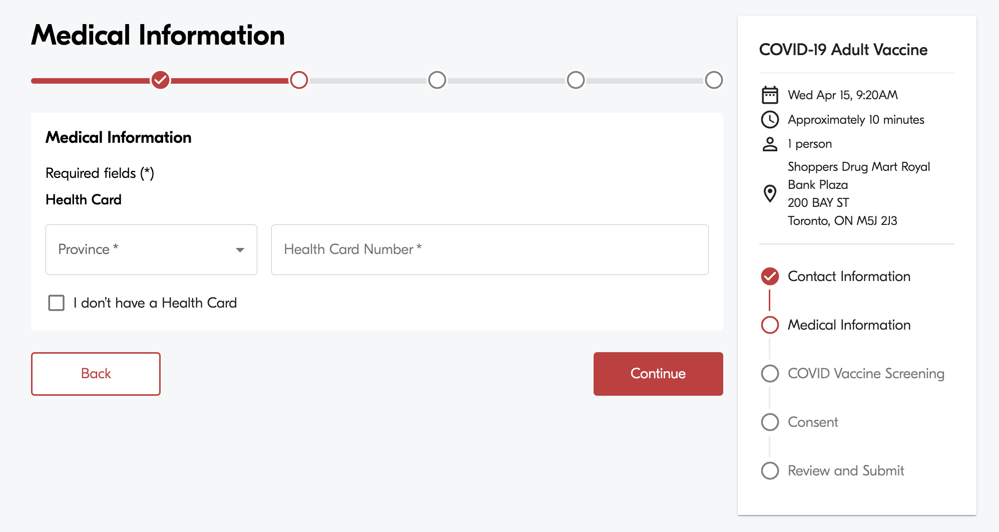 Medical Information
Medical Information
Required fields (*)
Health Card
Province *
Health Card Number *
I don’t have a Health Card
Back
Continue
COVID-19 Adult Vaccine
Wed Apr 15, 9:20AM
Approximately 10 minutes
1 person
Shoppers Drug Mart Royal
Bank Plaza
200 BAY ST
Toronto, ON M5J 2J3
Contact Information
Medical Information
COVID Vaccine Screening
Consent
Review and Submit